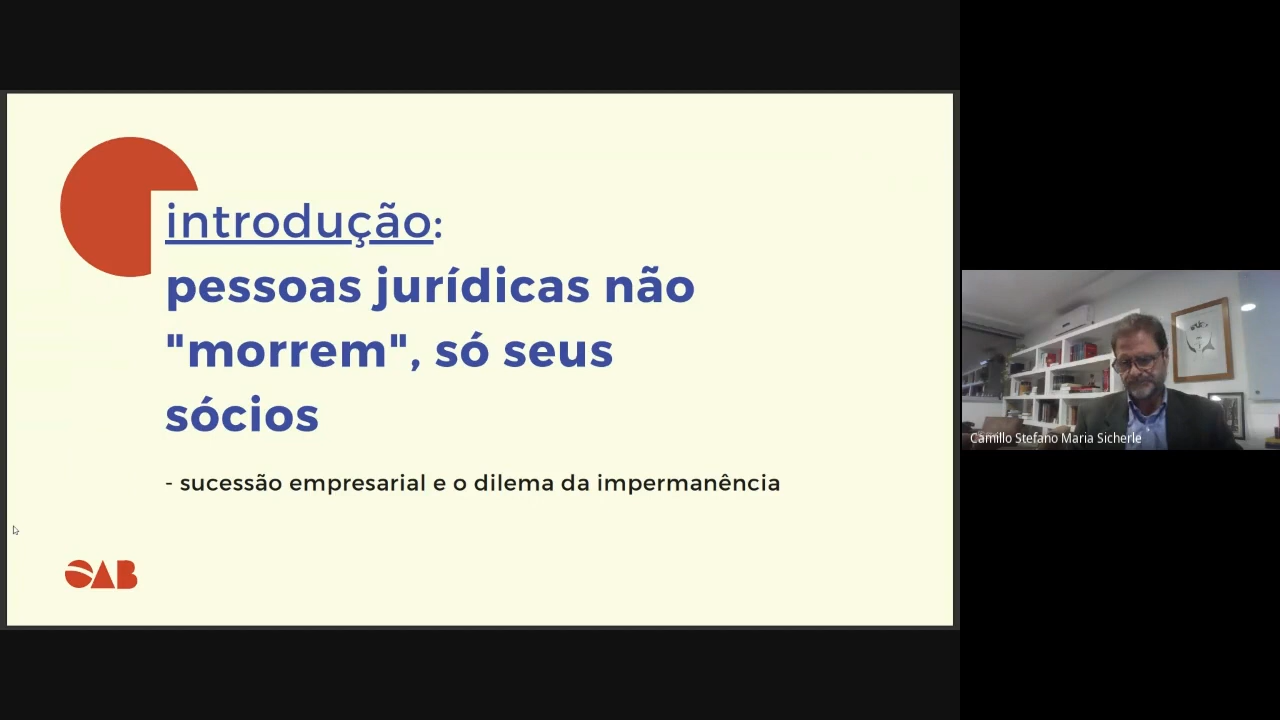 introdução:
pessoas jurídicas não
"morrem", só seus
sócios
- sucessão empresarial e o dilema da impermanência
OAB
Camillo Stefano Maria Sicherle